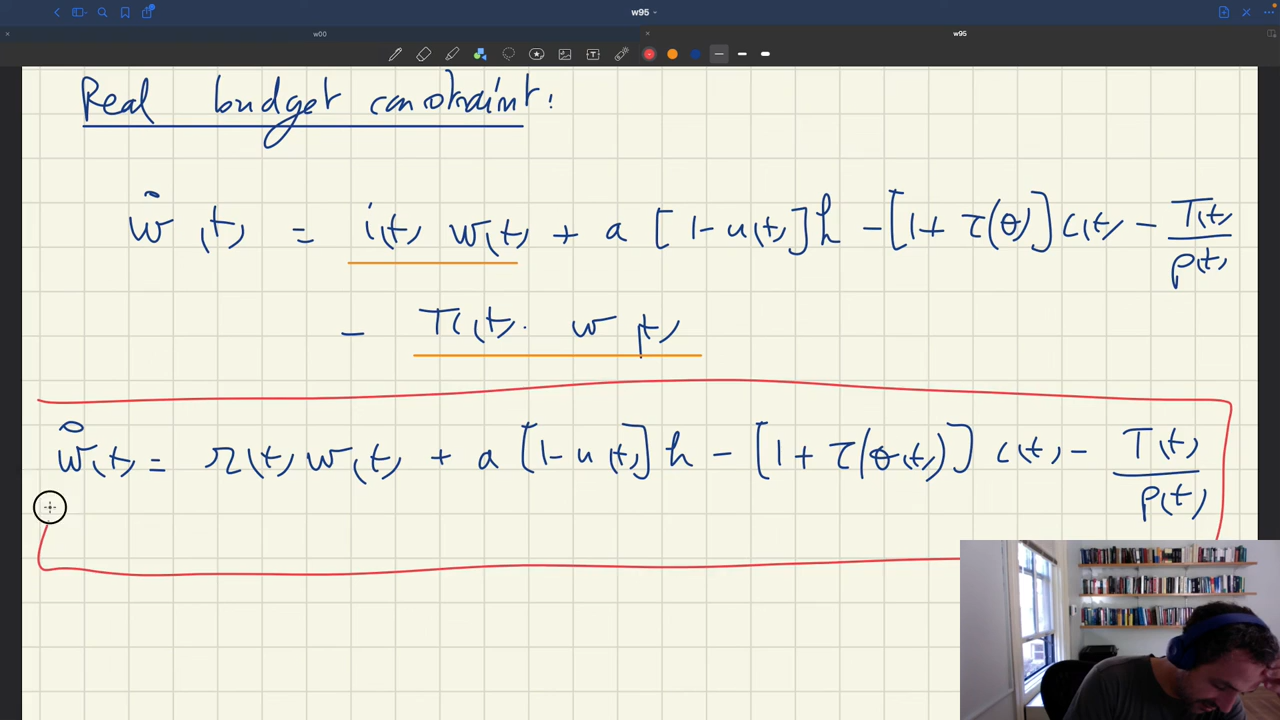 w95
w00
w95
Real budget constraint:
ẇ(t) = i(t) w(t) + a [1-u(t)]h - [1+ τ(θ)]c(t) - T(t)/p(t)
- π(t). w(t)
ẇ(t) = r(t) w(t) + a [1-u(t)]h - [1+ τ(θ(t))] c(t) - T(t)/p(t)